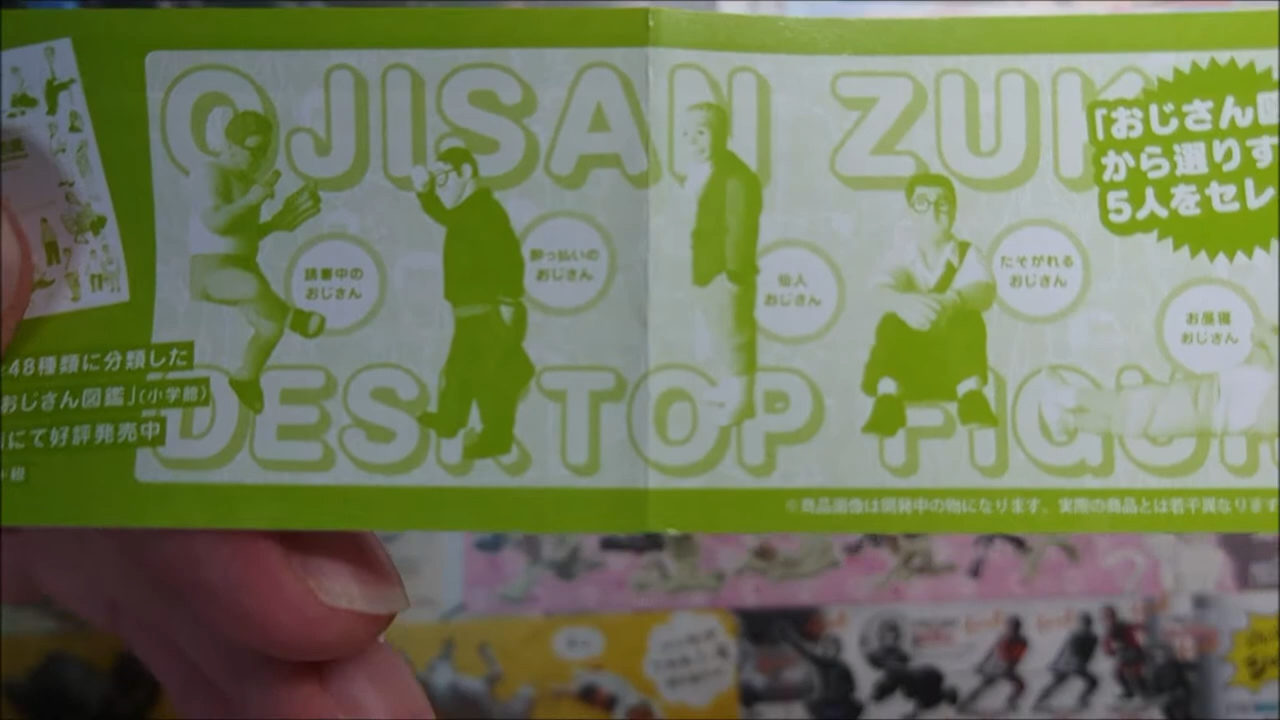 OJISAN ZUK
「おじさん図
から選りす
5人をセレ
読書中の
おじさん
酔っ払いの
おじさん
仙人
おじさん
たそがれる
おじさん
お昼寝
おじさん
48種類に分類した
おじさん図鑑」(小学館)
にて好評発売中
DESKTOP FIGUR
※商品画像は開発中の物になります。実際の商品とは若干異なります